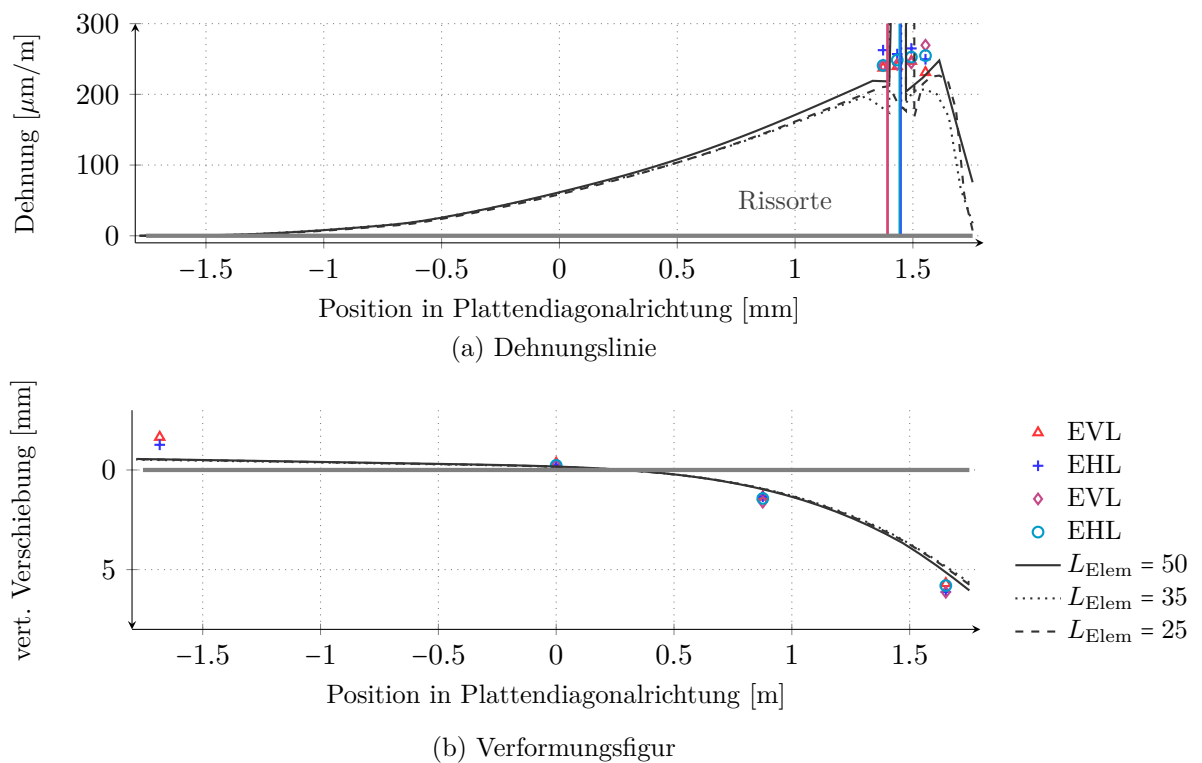 300
200
100
0
Dehnung [µm/m]
Rissorte
−1.5 −1 −0.5 0 0.5 1 1.5
Position in Plattendiagonalrichtung [mm]
(a) Dehnungslinie
vert. Verschiebung [mm]
0
5
−1.5 −1 −0.5 0 0.5 1 1.5
Position in Plattendiagonalrichtung [m]
EVL
EHL
EVL
EHL
L_Elem = 50
L_Elem = 35
L_Elem = 25
(b) Verformungsfigur